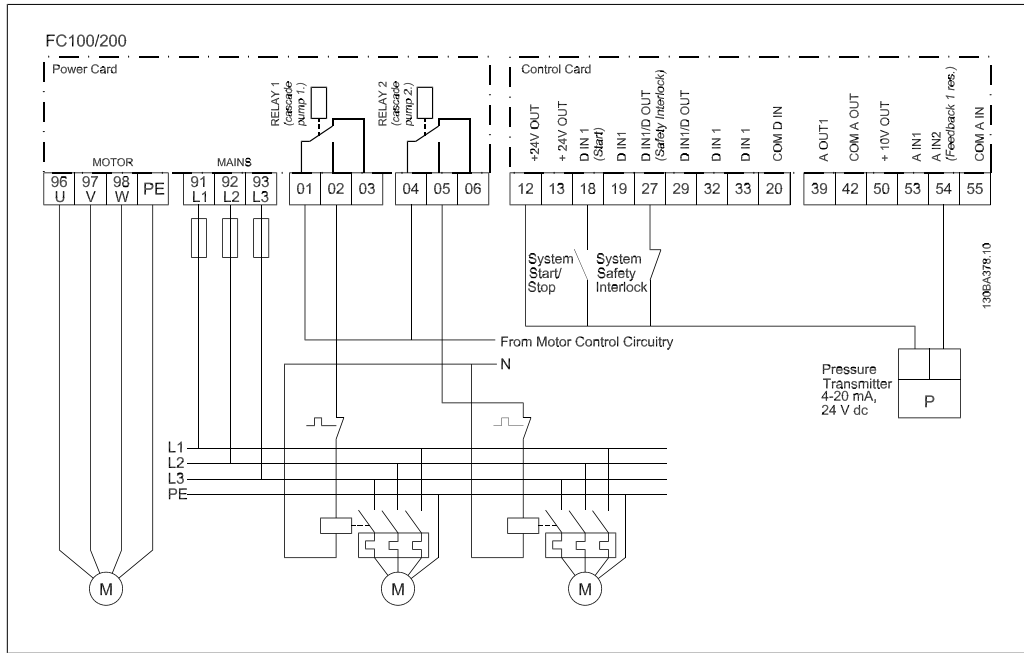 FC100/200
Power Card
Control Card
RELAY 1
(cascade
pump 1.)
RELAY 2
(cascade
pump 2.)
+24V OUT
+ 24V OUT
D IN 1
(Start)
D IN1
D IN1/D OUT
(Safety Interlock)
D IN1/D OUT
D IN 1
D IN 1
COM D IN
A OUT1
COM A OUT
+ 10V OUT
A IN1
A IN2
(Feedback 1 res.)
COM A IN
MOTOR
MAINS
96 97 98 PE 91 92 93 01 02 03 04 05 06 12 13 18 19 27 29 32 33 20 39 42 50 53 54 55
U V W L1 L2 L3
System
Start/
Stop
System
Safety
Interlock
130BA378.10
From Motor Control Circuitry
N
Pressure
Transmitter
4-20 mA,
24 V dc
P
L1
L2
L3
PE
M M M